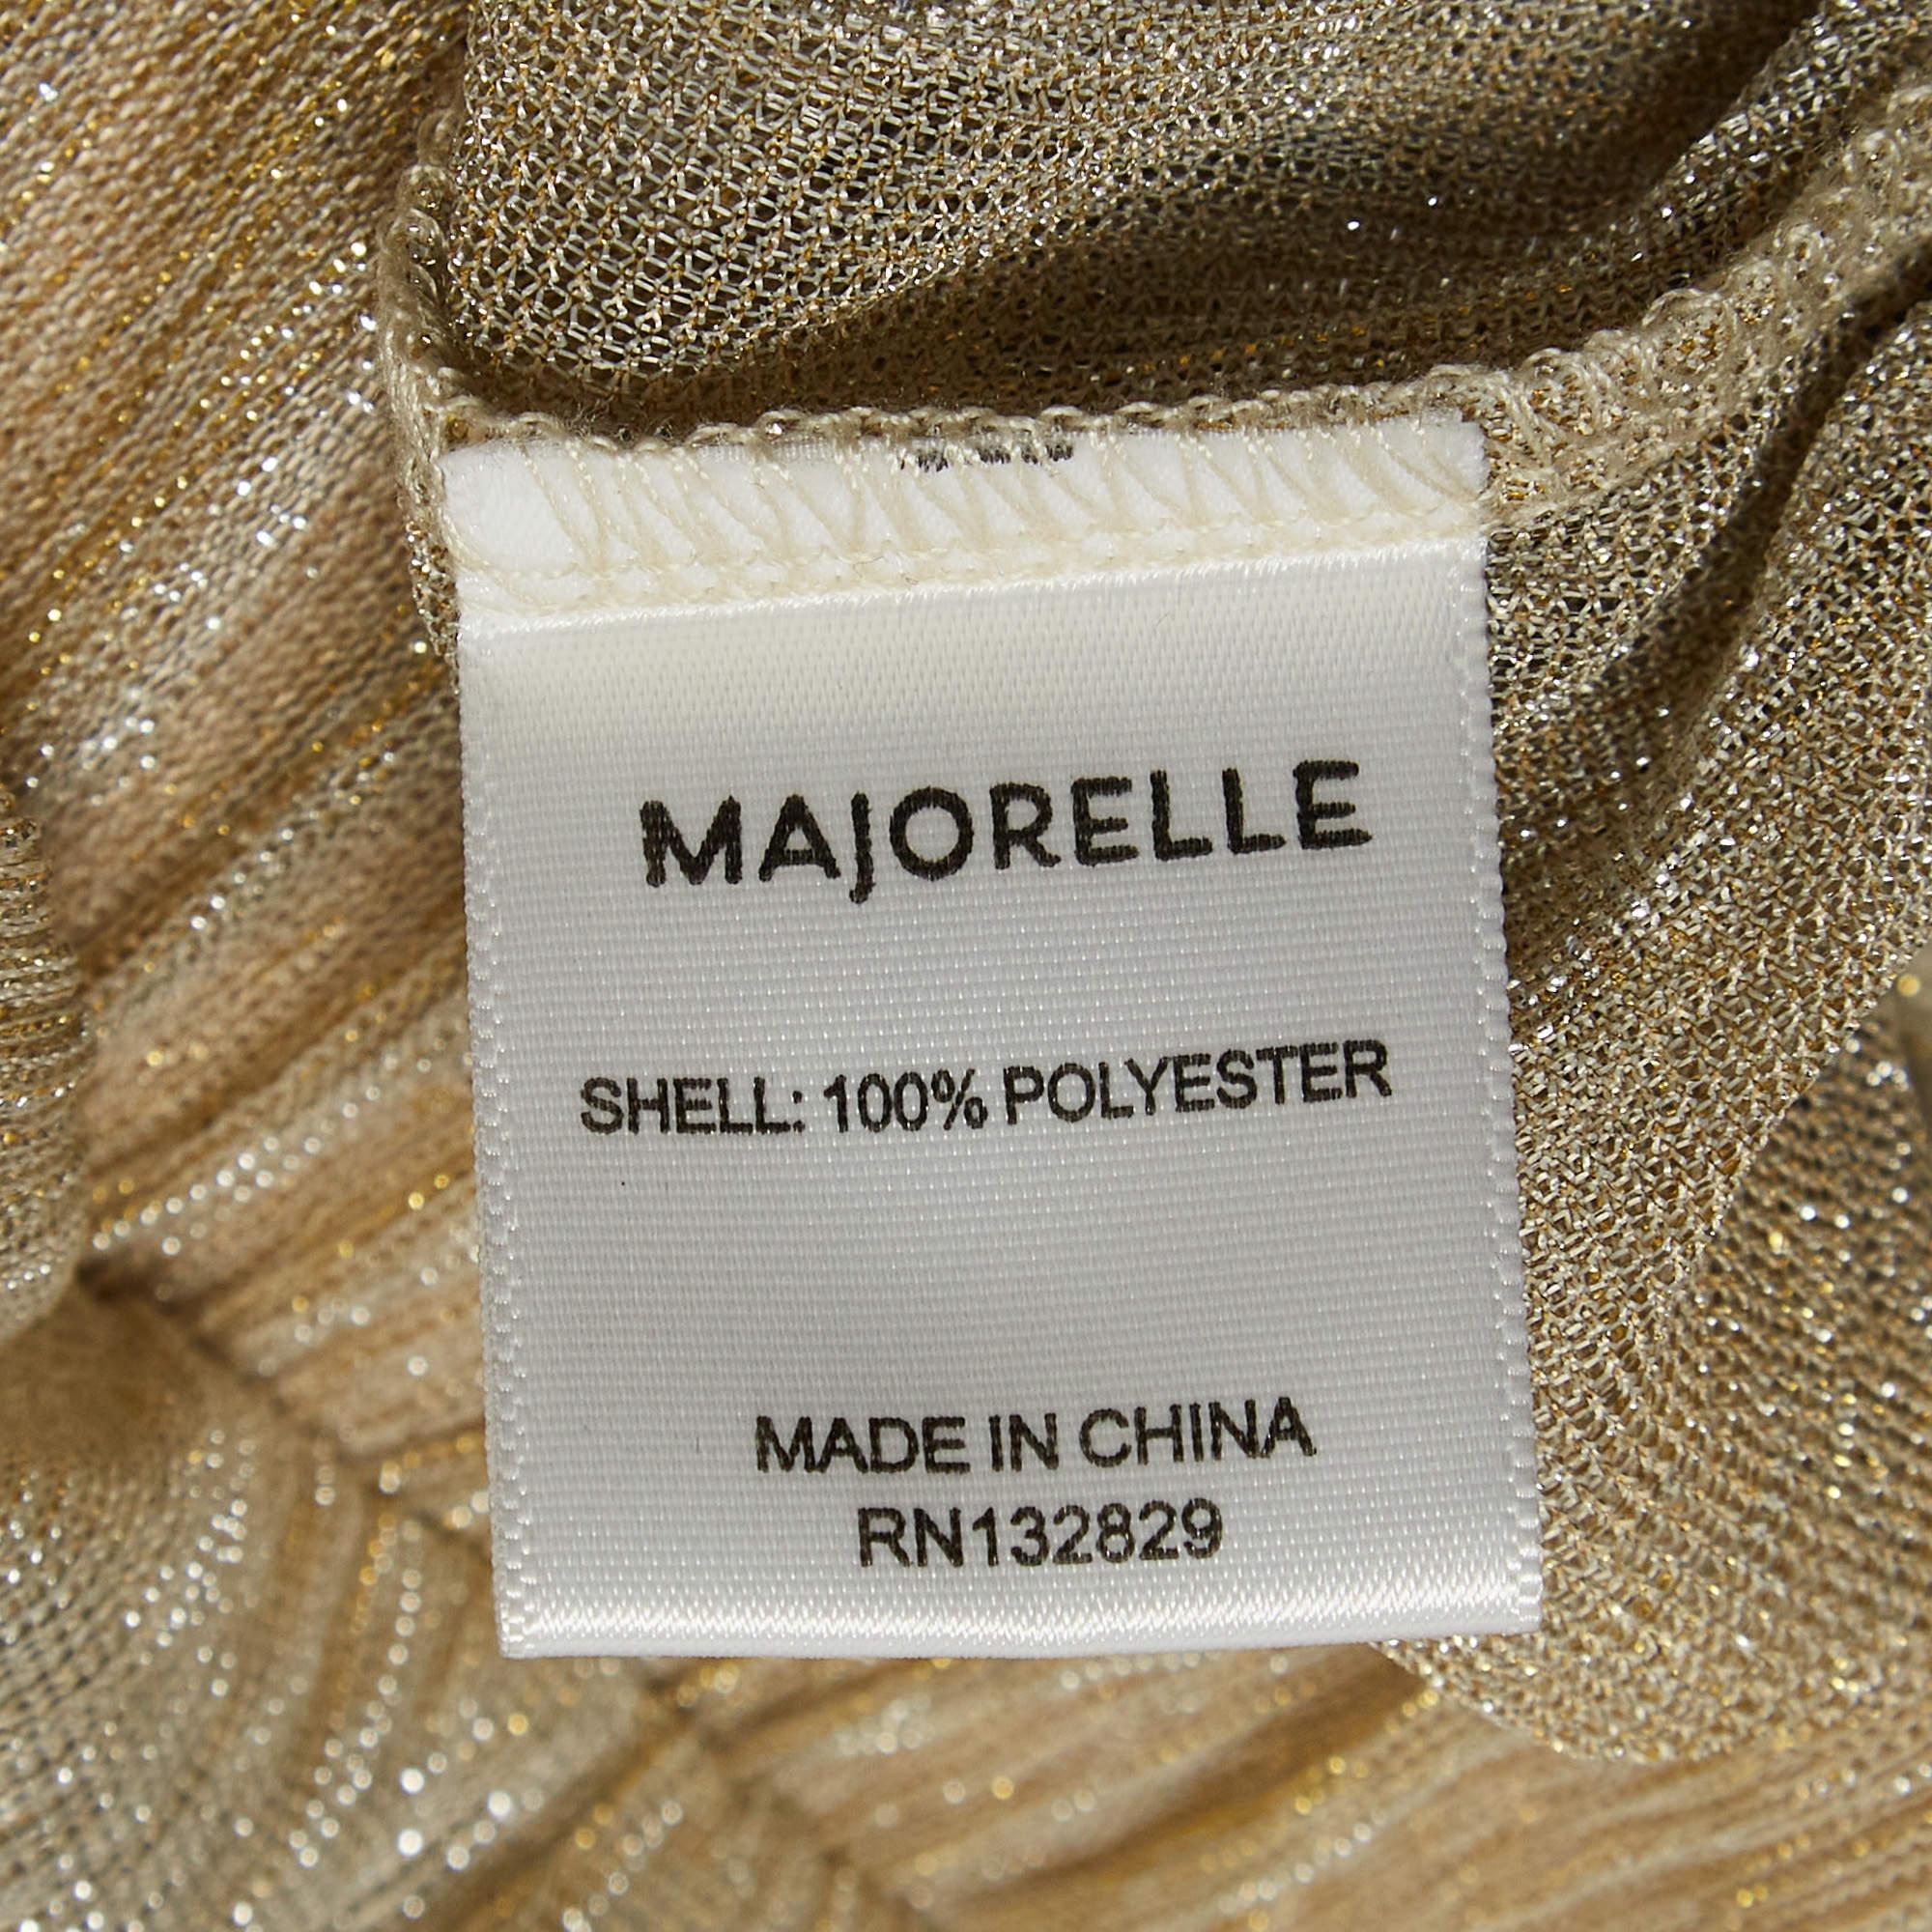 MAJORELLE
SHELL: 100% POLYESTER
MADE IN CHINA
RN132829